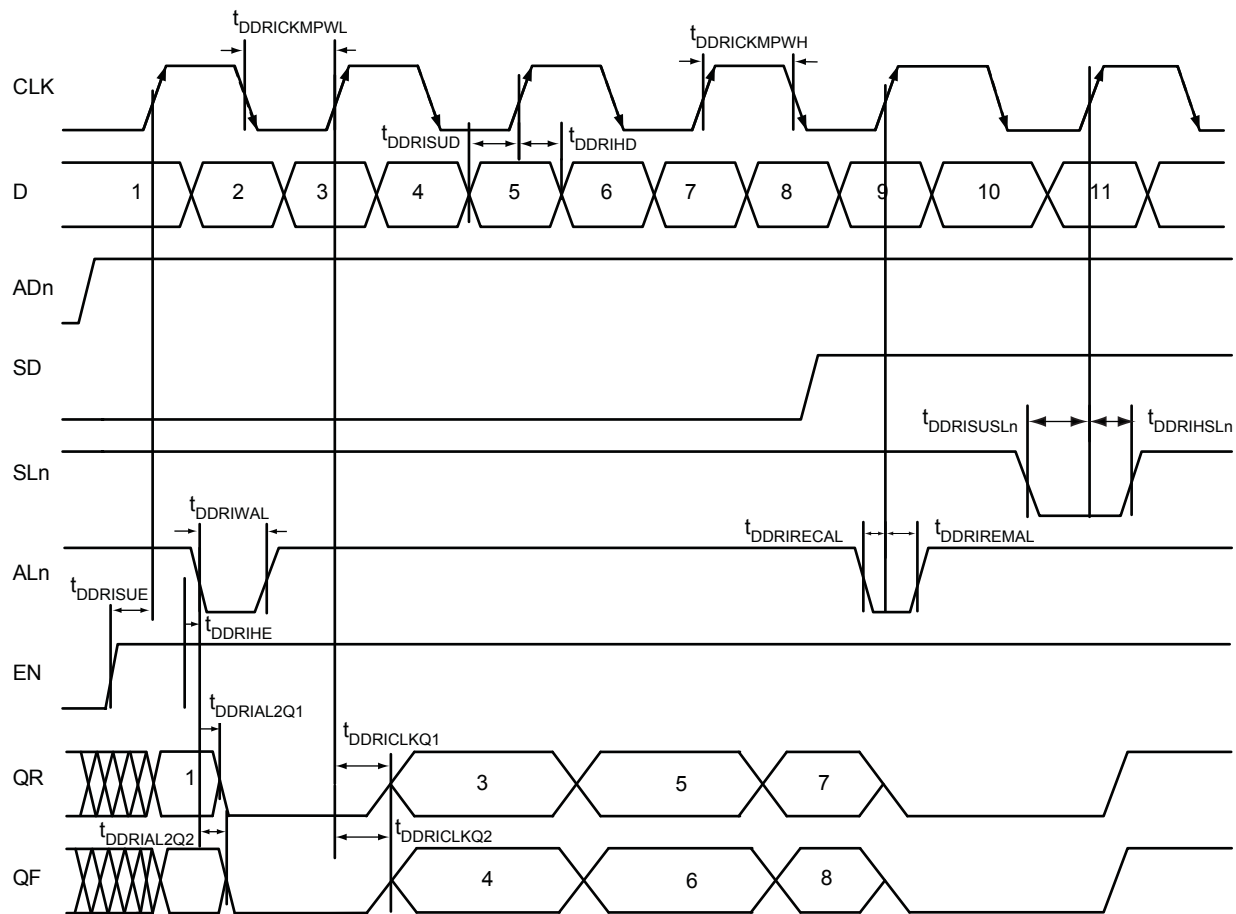 tDDRICKMPWL
tDDRICKMPWH
CLK
tDDRISUD
tDDRIHD
D
1 2 3 4 5 6 7 8 9 10 11
ADn
SD
tDDRISUSLn
tDDRIHSLn
SLn
tDDRIWAL
tDDRIRECAL
tDDRIREMAL
ALn
tDDRISUE
tDDRIHE
EN
tDDRIAL2Q1
tDDRICLKQ1
QR
1 3 5 7
tDDRIAL2Q2
tDDRICLKQ2
QF
4 6 8